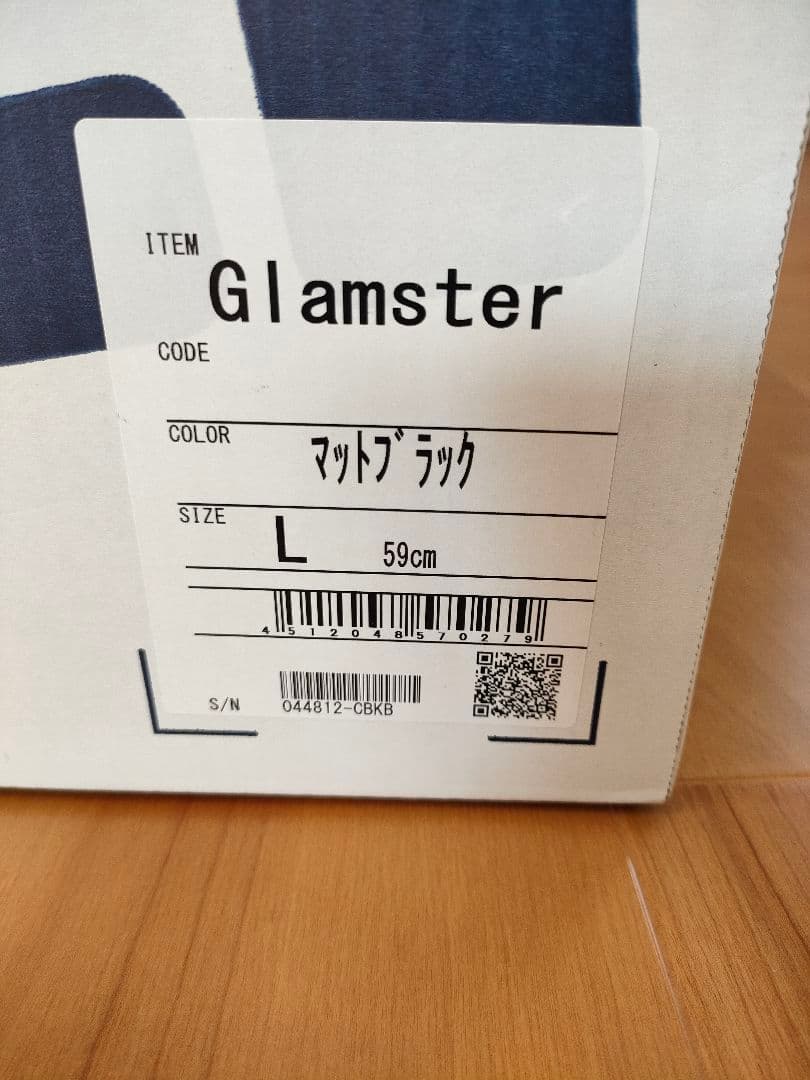 ITEM
Glamster
CODE
COLOR ﾏｯﾄﾌﾞﾗｯｸ
SIZE L 59cm
4512048570279
S/N 044812-CBKB